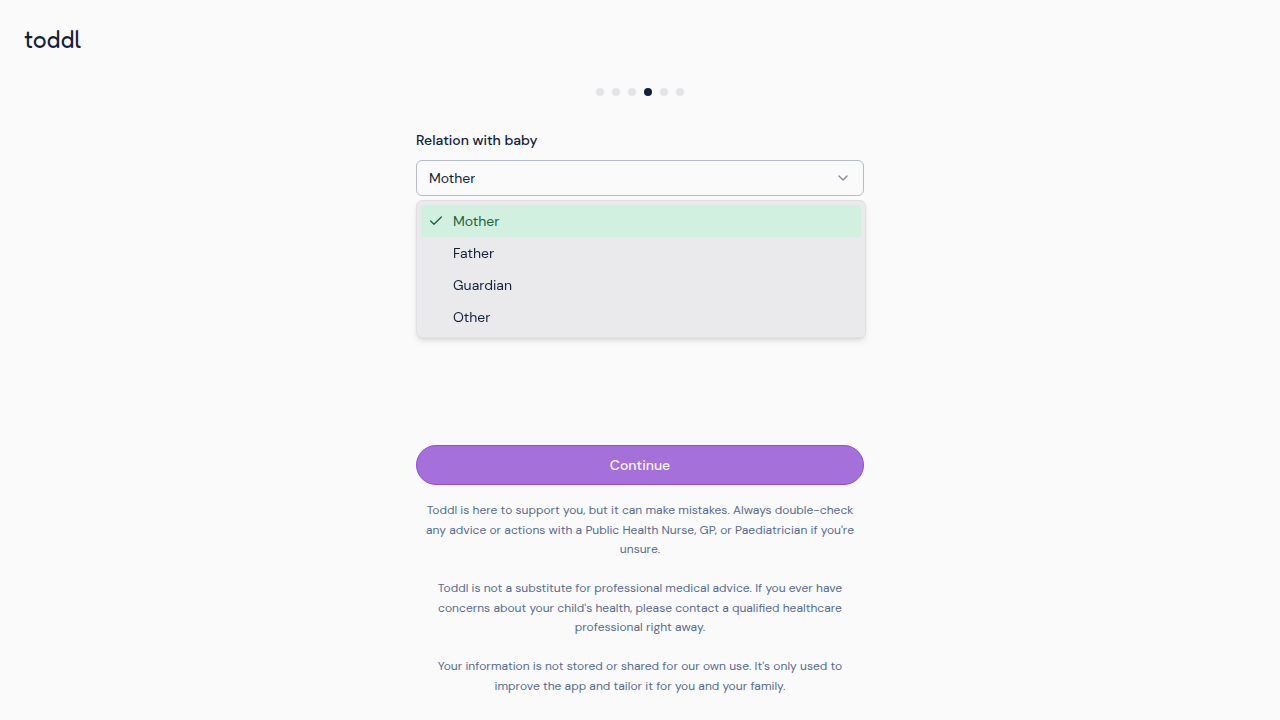 toddl
Relation with baby
Mother
Mother
Father
Guardian
Other
Continue
Toddl is here to support you, but it can make mistakes. Always double-check
any advice or actions with a Public Health Nurse, GP, or Paediatrician if you're
unsure.
Toddl is not a substitute for professional medical advice. If you ever have
concerns about your child's health, please contact a qualified healthcare
professional right away.
Your information is not stored or shared for our own use. It's only used to
improve the app and tailor it for you and your family.